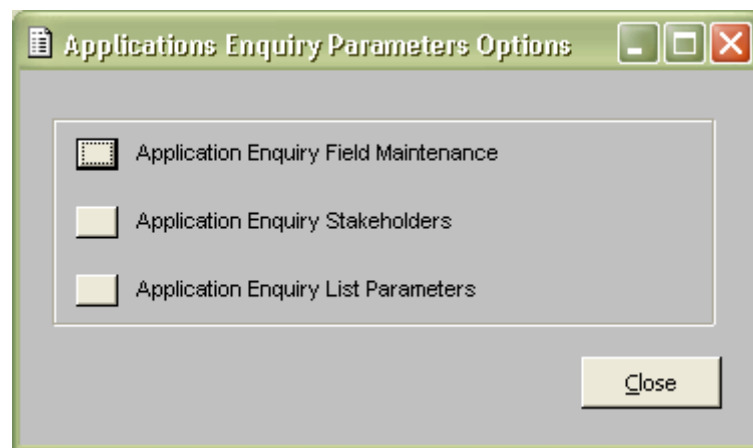 Applications Enquiry Parameters Options
Application Enquiry Field Maintenance
Application Enquiry Stakeholders
Application Enquiry List Parameters
Close